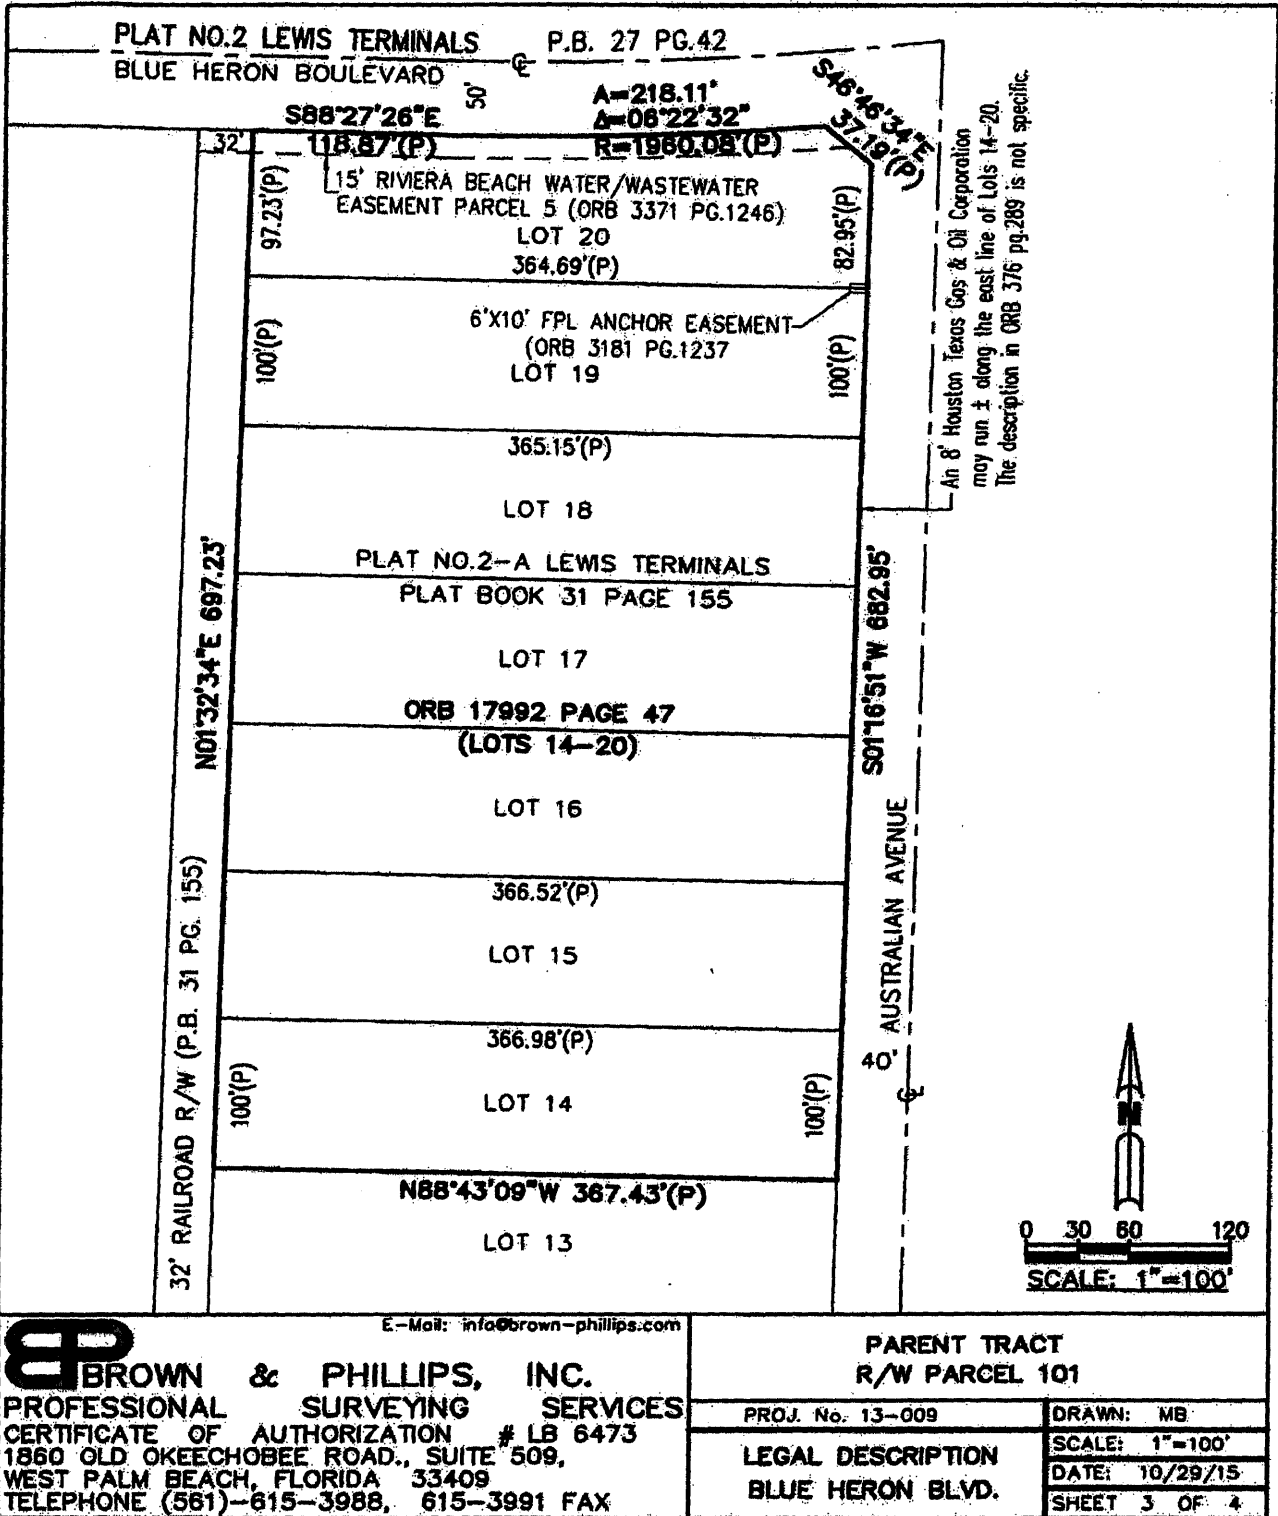 PLAT NO.2 LEWIS TERMINALS P.B. 27 PG.42
BLUE HERON BOULEVARD
50'
S88°27'26"E
118.87'(P)
A=218.11'
Δ=06°22'32"
R=1960.08'(P)
S46°46'34"E
37.19'(P)
32'
15' RIVIERA BEACH WATER/WASTEWATER
EASEMENT PARCEL 5 (ORB 3371 PG.1246)
97.23'(P)
82.95'(P)
LOT 20
364.69'(P)
An 8' Houston Texas Gas & Oil Corporation
may run ± along the east line of Lots 14-20.
The description in ORB 376 pg.289 is not specific.
6'X10' FPL ANCHOR EASEMENT
(ORB 3181 PG.1237
100'(P)
100'(P)
LOT 19
365.15'(P)
LOT 18
PLAT NO.2-A LEWIS TERMINALS
PLAT BOOK 31 PAGE 155
N01°32'34"E 697.23'
S01°16'51"W 682.95'
LOT 17
ORB 17992 PAGE 47
(LOTS 14-20)
LOT 16
366.52'(P)
LOT 15
32' RAILROAD R/W (P.B. 31 PG. 155)
40' AUSTRALIAN AVENUE
366.98'(P)
100'(P)
100'(P)
LOT 14
N88°43'09"W 367.43'(P)
LOT 13
N
0 30 60 120
SCALE: 1"=100'
E-Mail: info@brown-phillips.com
BROWN & PHILLIPS, INC.
PROFESSIONAL SURVEYING SERVICES
CERTIFICATE OF AUTHORIZATION # LB 6473
1860 OLD OKEECHOBEE ROAD., SUITE 509,
WEST PALM BEACH, FLORIDA 33409
TELEPHONE (561)-615-3988, 615-3991 FAX
PARENT TRACT
R/W PARCEL 101
PROJ. No. 13-009
DRAWN: MB
LEGAL DESCRIPTION
BLUE HERON BLVD.
SCALE: 1"=100'
DATE: 10/29/15
SHEET 3 OF 4